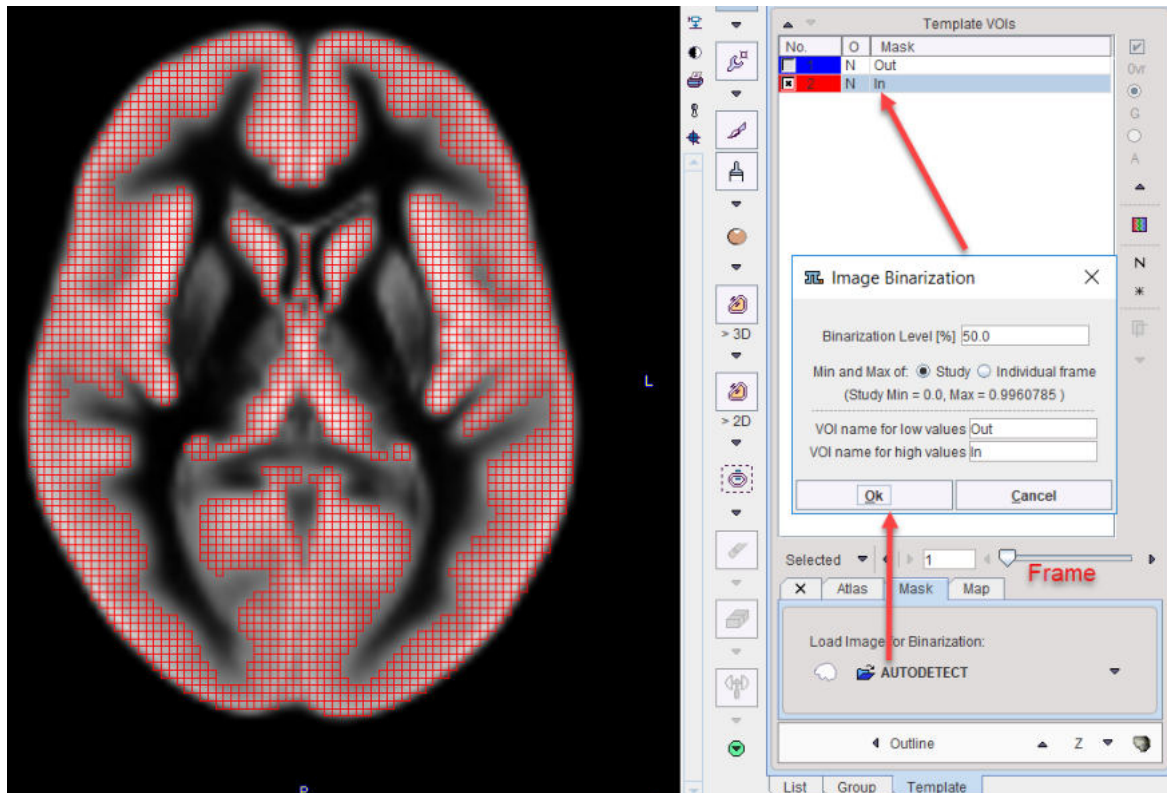 Template VOIs
No. O Mask
1 N Out
2 N In
Ovr
G
A
N
Image Binarization
Binarization Level [%] 50.0
Min and Max of: Study Individual frame
(Study Min = 0.0, Max = 0.9960785 )
VOI name for low values Out
VOI name for high values In
Ok Cancel
L
> 3D
> 2D
Selected 1
Frame
X Atlas Mask Map
Load Image for Binarization:
AUTODETECT
Outline Z
P
List Group Template